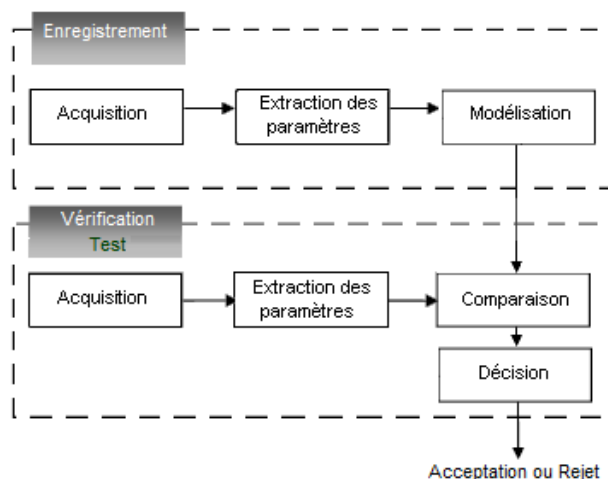 Enregistrement
Acquisition
Extraction des
paramètres
Modélisation
Vérification
Test
Acquisition
Extraction des
paramètres
Comparaison
Décision
Acceptation ou Rejet